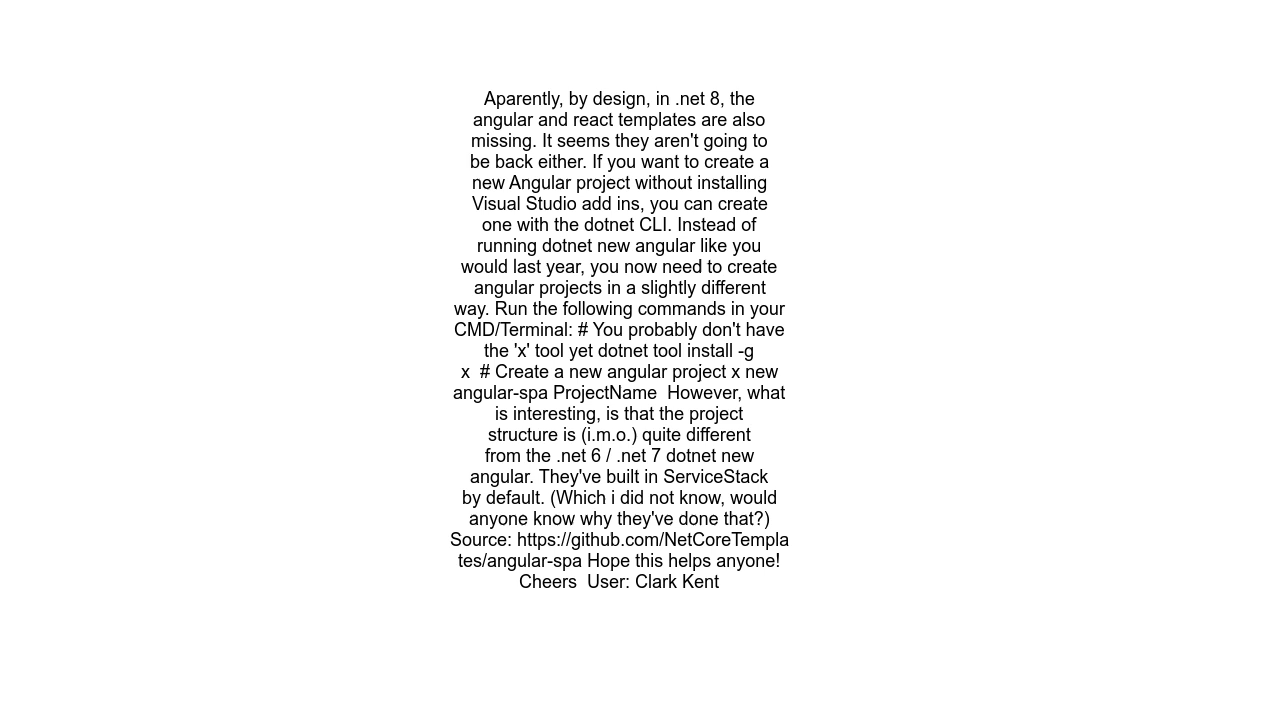 Aparently, by design, in .net 8, the
angular and react templates are also
missing. It seems they aren't going to
be back either. If you want to create a
new Angular project without installing
Visual Studio add ins, you can create
one with the dotnet CLI. Instead of
running dotnet new angular like you
would last year, you now need to create
angular projects in a slightly different
way. Run the following commands in your
CMD/Terminal: # You probably don't have
the 'x' tool yet dotnet tool install -g
x  # Create a new angular project x new
angular-spa ProjectName  However, what
is interesting, is that the project
structure is (i.m.o.) quite different
from the .net 6 / .net 7 dotnet new
angular. They've built in ServiceStack
by default. (Which i did not know, would
anyone know why they've done that?)
Source: https://github.com/NetCoreTempla
tes/angular-spa Hope this helps anyone!
Cheers  User: Clark Kent